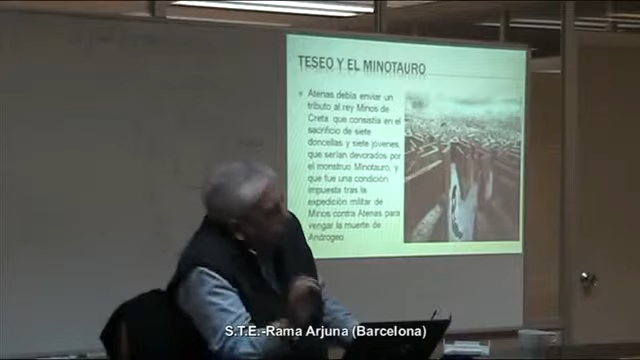 TESEO Y EL MINOTAURO
Atenas debía enviar un
tributo al rey Minos de
Creta que consistía en el
sacrificio de siete
doncellas y siete jóvenes,
que serían devorados por
el monstruo Minotauro, y
que fue una condición
impuesta tras la
expedición militar de
Minos contra Atenas para
vengar la muerte de
Androgeo
S.T.E.-Rama Arjuna (Barcelona)